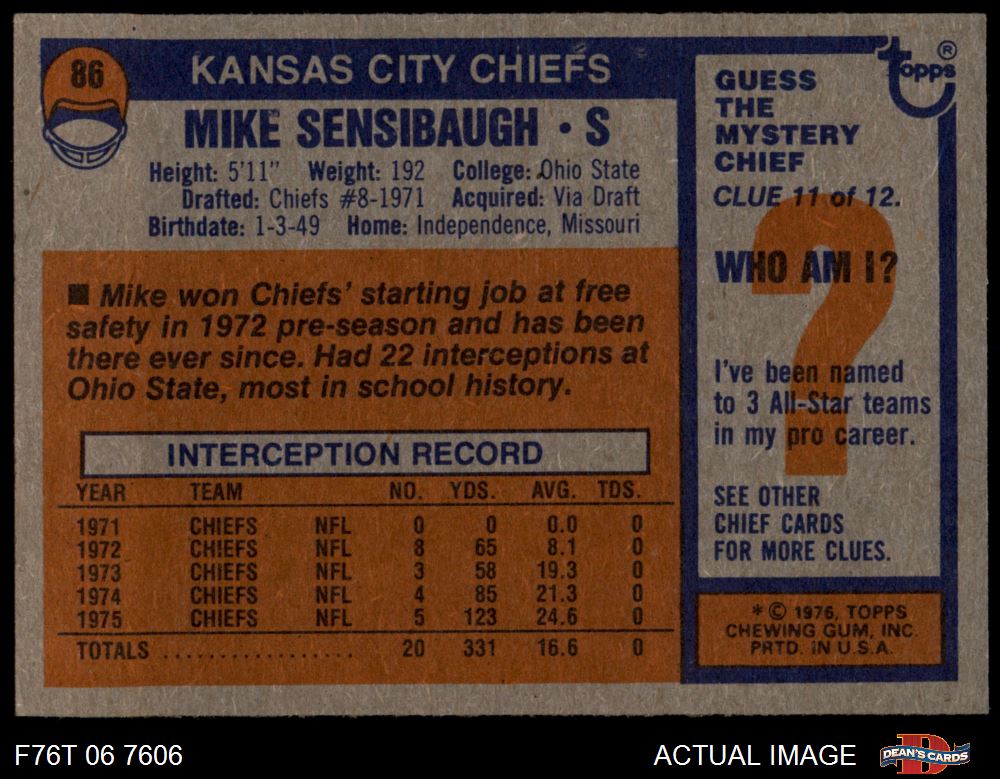 86
KANSAS CITY CHIEFS
MIKE SENSIBAUGH • S
Height: 5'11" Weight: 192 College: Ohio State
Drafted: Chiefs #8-1971 Acquired: Via Draft
Birthdate: 1-3-49 Home: Independence, Missouri
■ Mike won Chiefs' starting job at free
safety in 1972 pre-season and has been
there ever since. Had 22 interceptions at
Ohio State, most in school history.
INTERCEPTION RECORD
YEAR TEAM NO. YDS. AVG. TDS.
1971 CHIEFS NFL 0 0 0.0 0
1972 CHIEFS NFL 8 65 8.1 0
1973 CHIEFS NFL 3 58 19.3 0
1974 CHIEFS NFL 4 85 21.3 0
1975 CHIEFS NFL 5 123 24.6 0
TOTALS .................. 20 331 16.6 0
topps ®
GUESS
THE
MYSTERY
CHIEF
CLUE 11 of 12.
?
WHO AM I?
I've been named
to 3 All-Star teams
in my pro career.
SEE OTHER
CHIEF CARDS
FOR MORE CLUES.
* © 1976, TOPPS
CHEWING GUM, INC.
PRTD. IN U.S.A.
F76T 06 7606
ACTUAL IMAGE
D
DEAN'S CARDS